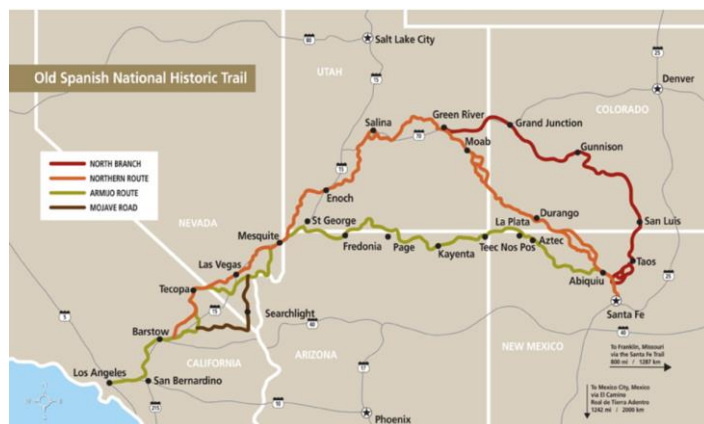 Salt Lake City
80
25
UTAH
15
Denver
Old Spanish National Historic Trail
Green River
COLORADO
Salina
Grand Junction
70
Moab
Gunnison
NORTH BRANCH
NORTHERN ROUTE
ARMIJO ROUTE
MOJAVE ROAD
15
Enoch
St George
La Plata
Durango
San Luis
NEVADA
Mesquite
Aztec
Fredonia
Page
Teec Nos Pos
Kayenta
Taos
Las Vegas
Abiquiu
25
Tecopa
15
Searchlight
Santa Fe
5
Barstow
40
40
CALIFORNIA
ARIZONA
NEW MEXICO
To Franklin, Missouri
via the Santa Fe Trail
800 mi / 1287 km
Los Angeles
San Bernardino
17
To Mexico City, Mexico
via El Camino
Real de Tierra Adentro
1242 mi / 2000 km
215
10
Phoenix
25